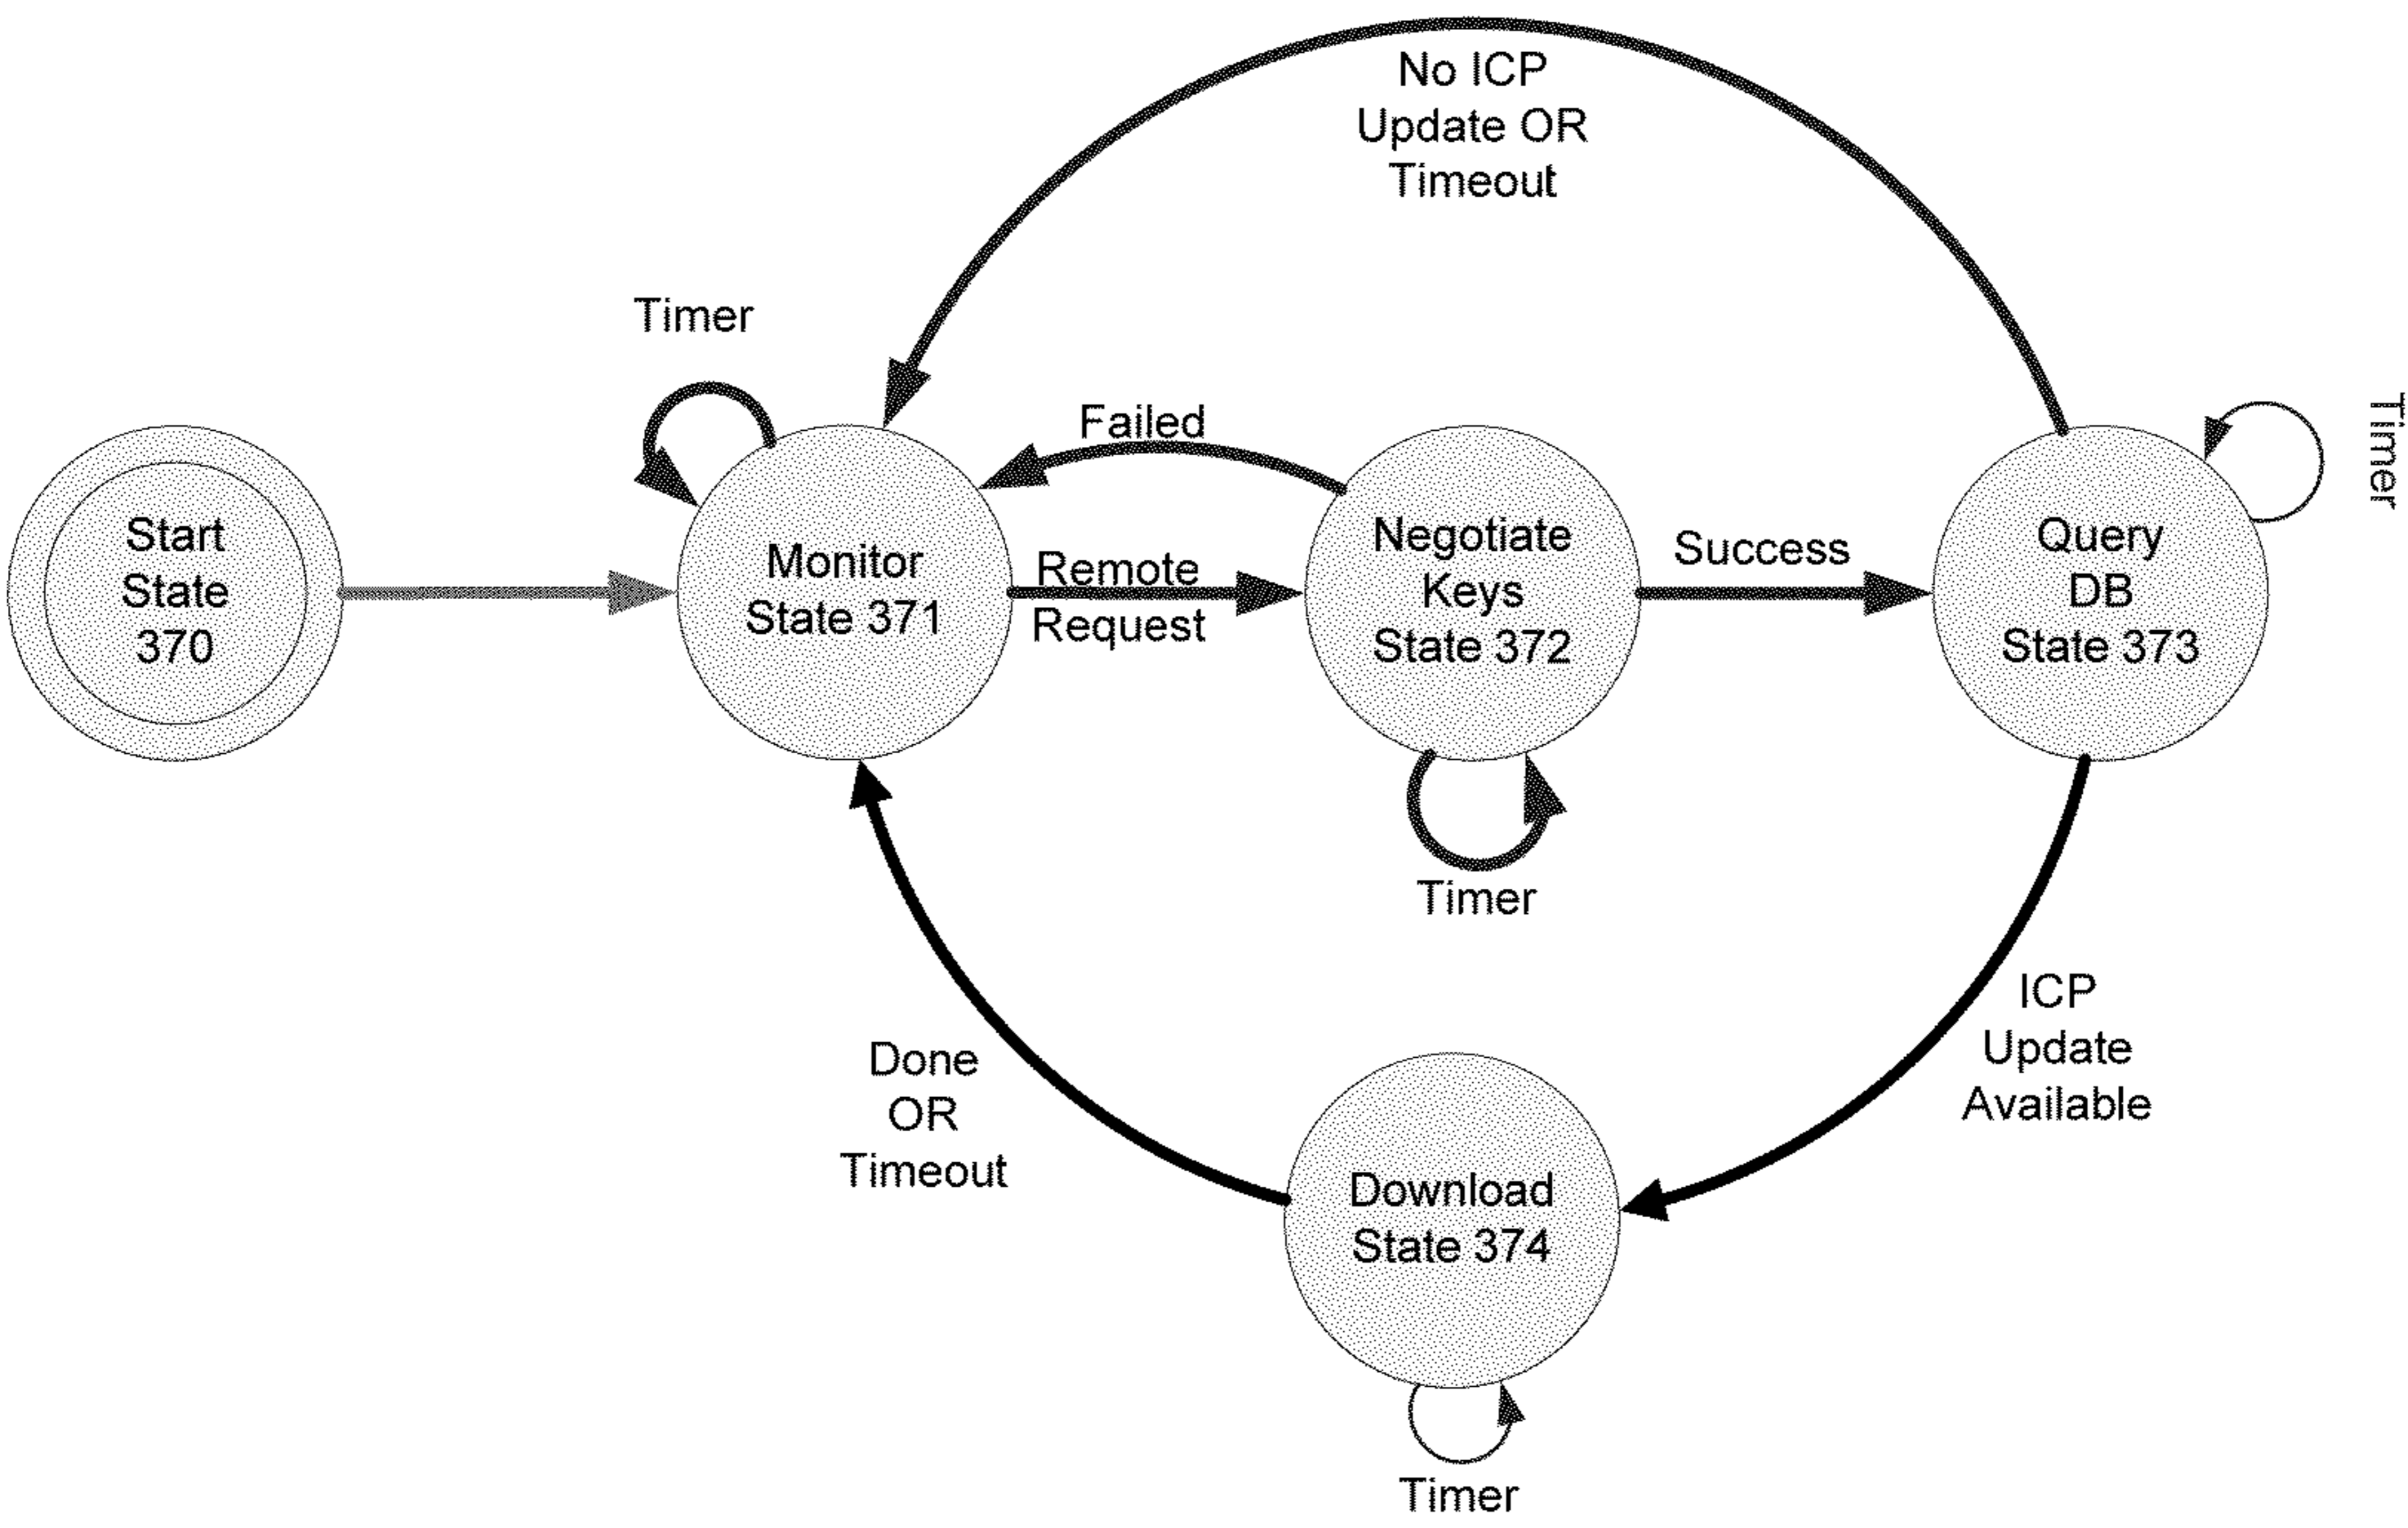 No ICP
Update OR
Timeout
Timer
Failed
Timer
Start
State
370
Monitor
State 371
Remote
Request
Negotiate
Keys
State 372
Success
Query
DB
State 373
Timer
ICP
Update
Available
Done
OR
Timeout
Download
State 374
Timer